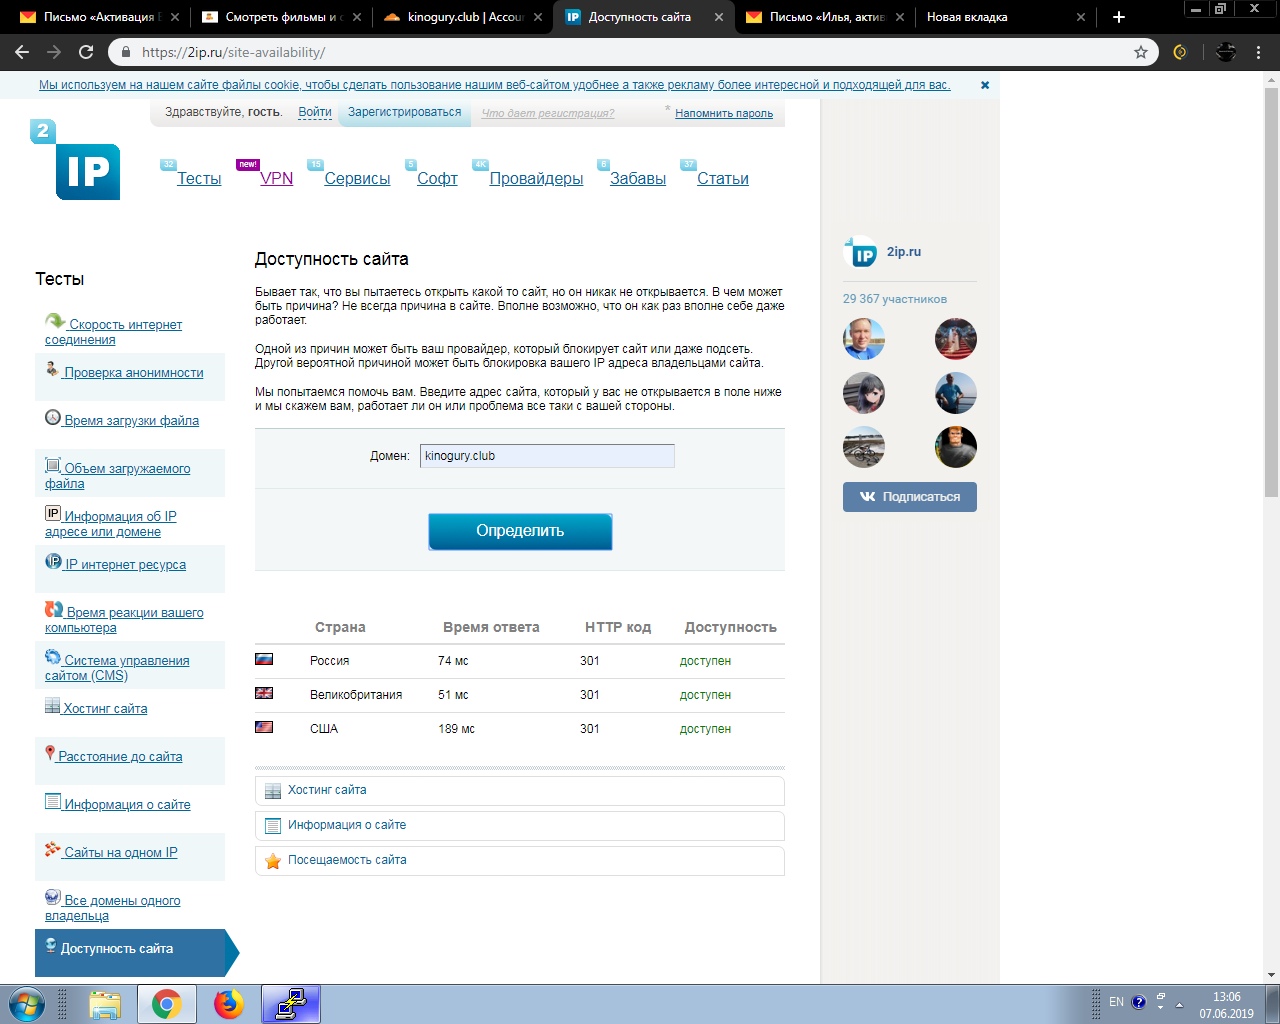 Письмо «Активация
Смотреть фильмы и
kinogury.club | Accou
Доступность сайта
Письмо «Илья, актив
Новая вкладка
https://2ip.ru/site-availability/
Мы используем на нашем сайте файлы cookie, чтобы сделать пользование нашим веб-сайтом удобнее а также рекламу более интересной и подходящей для вас.
Здравствуйте, гость. Войти Зарегистрироваться Что дает регистрация? * Напомнить пароль
2
IP
32 Тесты
new! VPN
15 Сервисы
5 Софт
4K Провайдеры
6 Забавы
37 Статьи
Тесты
Скорость интернет
соединения
Проверка анонимности
Время загрузки файла
Объем загружаемого
файла
IP Информация об IP
адресе или домене
IP интернет ресурса
Время реакции вашего
компьютера
Система управления
сайтом (CMS)
Хостинг сайта
Расстояние до сайта
Информация о сайте
Сайты на одном IP
Все домены одного
владельца
Доступность сайта
Доступность сайта
Бывает так, что вы пытаетесь открыть какой то сайт, но он никак не открывается. В чем может
быть причина? Не всегда причина в сайте. Вполне возможно, что он как раз вполне себе даже
работает.
Одной из причин может быть ваш провайдер, который блокирует сайт или даже подсеть.
Другой вероятной причиной может быть блокировка вашего IP адреса владельцами сайта.
Мы попытаемся помочь вам. Введите адрес сайта, который у вас не открывается в поле ниже
и мы скажем вам, работает ли он или проблема все таки с вашей стороны.
Домен: kinogury.club
Определить
Страна Время ответа HTTP код Доступность
Россия 74 мс 301 доступен
Великобритания 51 мс 301 доступен
США 189 мс 301 доступен
Хостинг сайта
Информация о сайте
Посещаемость сайта
IP 2ip.ru
29 367 участников
Подписаться
EN
13:06
07.06.2019